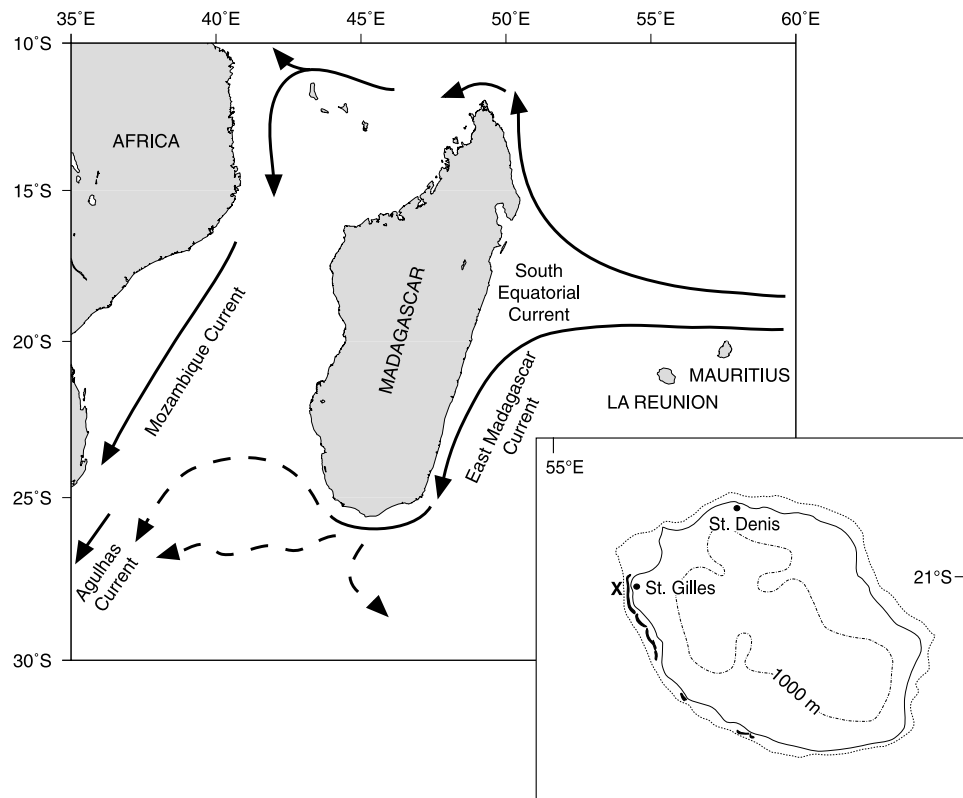 35°E 40°E 45°E 50°E 55°E 60°E
10°S
AFRICA
15°S
South
Equatorial
Current
MADAGASCAR
20°S
Mozambique Current
MAURITIUS
LA REUNION
East Madagascar
Current
25°S
Agulhas
Current
30°S
55°E
St. Denis
21°S
X
St. Gilles
1000 m